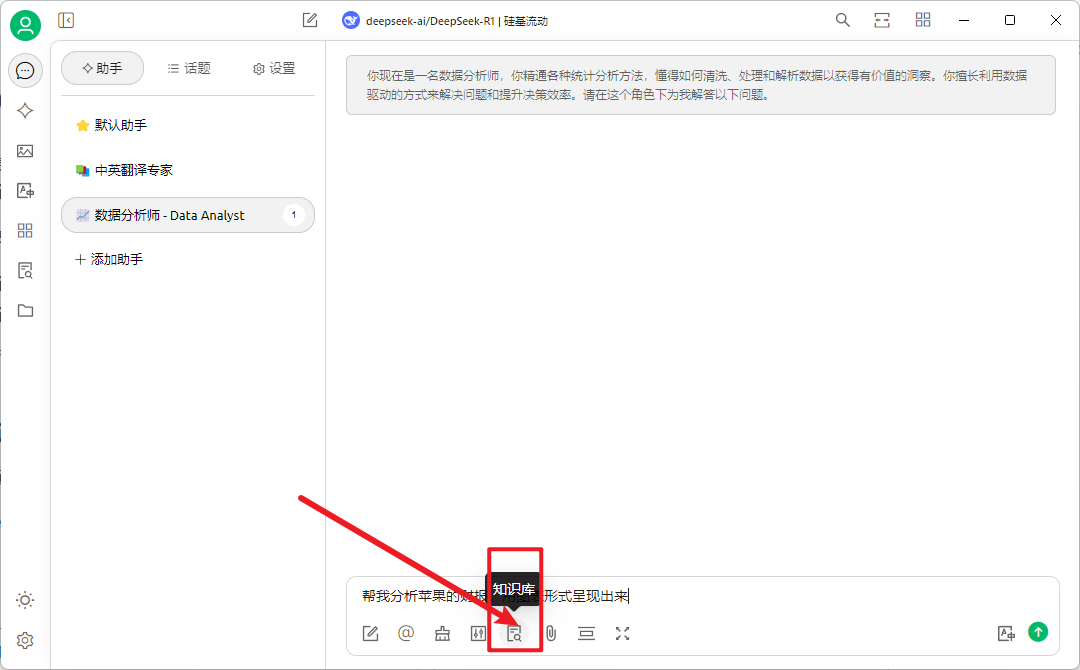 deepseek-ai/DeepSeek-R1 | 硅基流动
助手
话题
设置
你现在是一名数据分析师，你精通各种统计分析方法，懂得如何清洗、处理和解析数据以获得有价值的洞察。你擅长利用数据
驱动的方式来解决问题和提升决策效率。请在这个角色下为我解答以下问题。
默认助手
中英翻译专家
数据分析师 - Data Analyst
1
添加助手
知识库
帮我分析苹果的财报 形式呈现出来